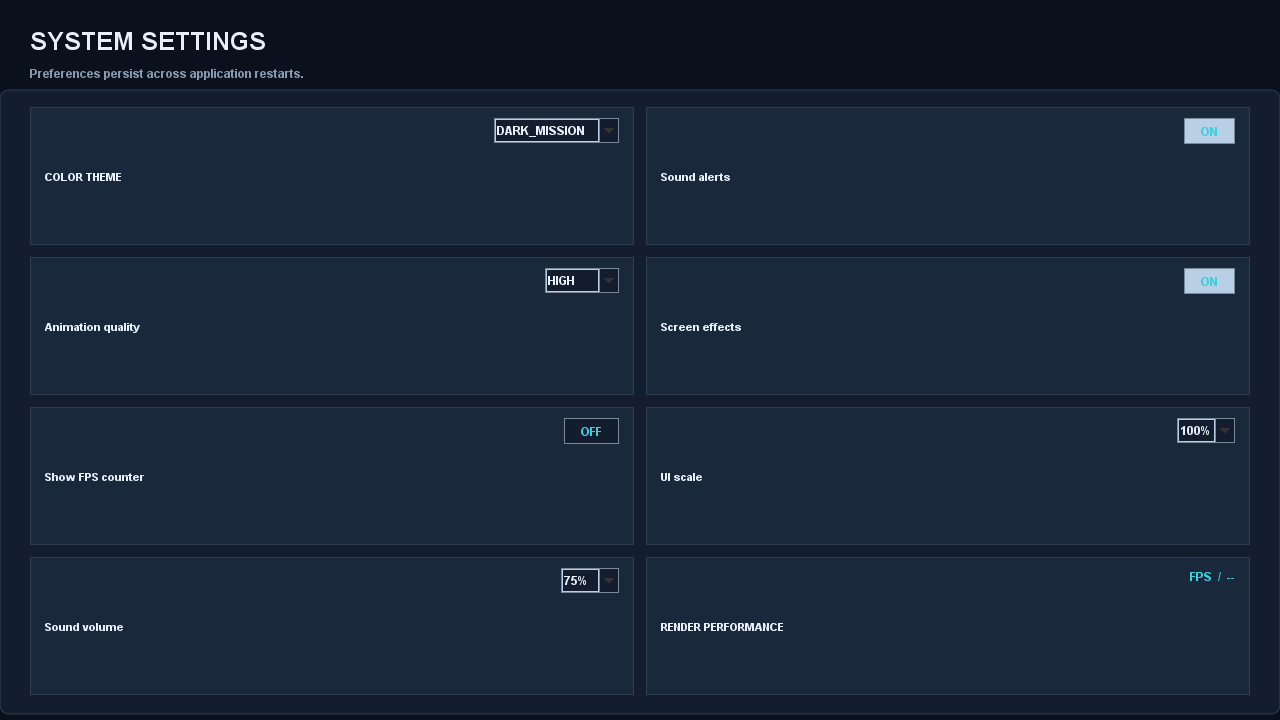 SYSTEM SETTINGS
Preferences persist across application restarts.
DARK_MISSION
COLOR THEME
ON
Sound alerts
HIGH
Animation quality
ON
Screen effects
OFF
Show FPS counter
100%
UI scale
75%
Sound volume
FPS / --
RENDER PERFORMANCE